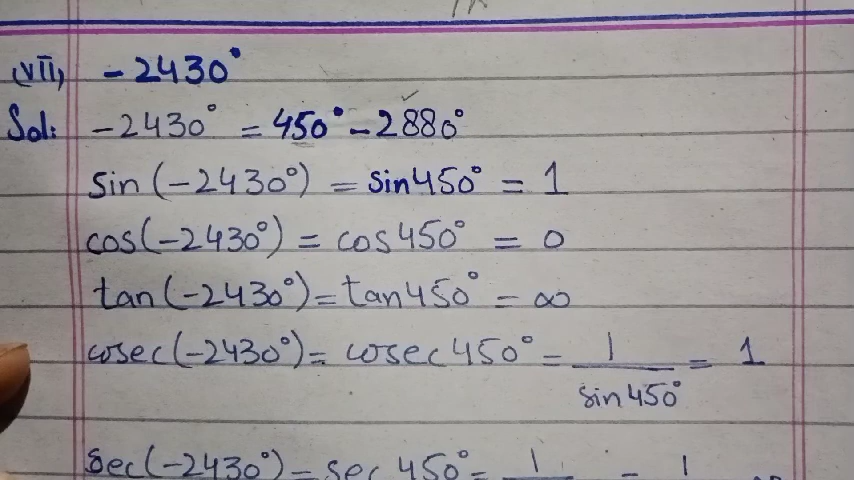 (VII) -2430°
Sol: -2430° = 450° - 2880°
sin(-2430°) = sin450° = 1
cos(-2430°) = cos450° = 0
tan(-2430°) = tan450° = ∞
cosec(-2430°) = cosec450° = 1/sin450° = 1
sec(-2430°) = sec450° = 1 = 1